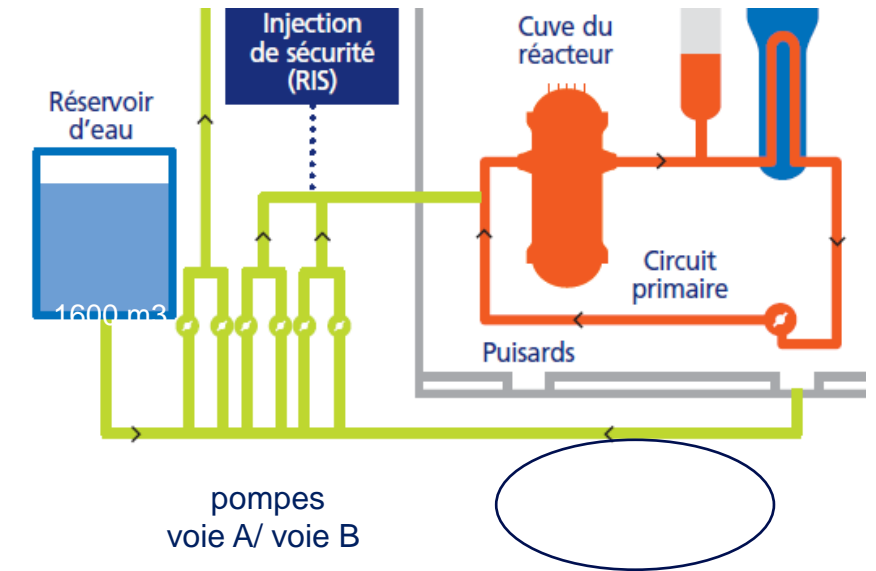 Injection
de sécurité
(RIS)
Cuve du
réacteur
Réservoir
d'eau
1600 m3
Circuit
primaire
Puisards
pompes
voie A/ voie B